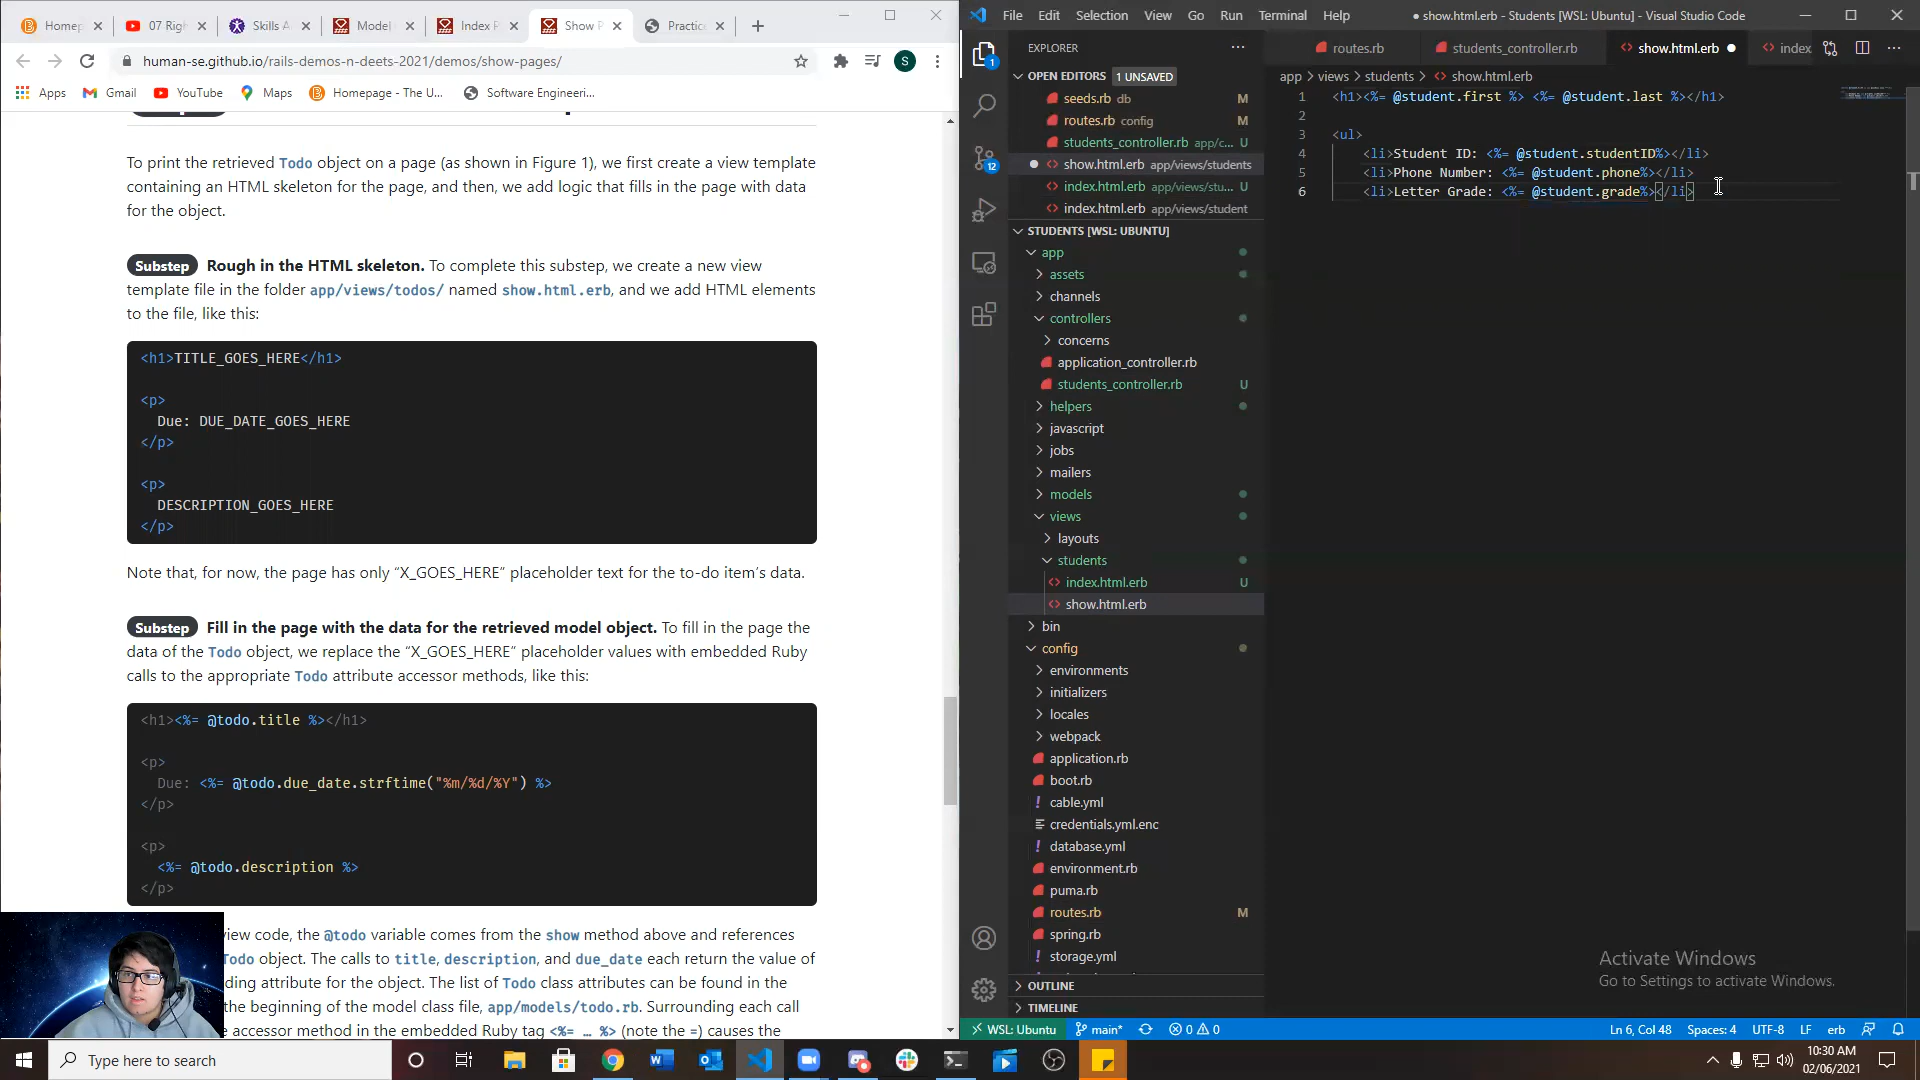 Home
07 Righ
Skills A
Model
Index P
Show P
Practice
human-se.github.io/rails-demos-n-deets-2021/demos/show-pages/
S
Apps
Gmail
YouTube
Maps
Homepage - The U...
Software Engineeri...
To print the retrieved Todo object on a page (as shown in Figure 1), we first create a view template
containing an HTML skeleton for the page, and then, we add logic that fills in the page with data
for the object.
Substep Rough in the HTML skeleton. To complete this substep, we create a new view
template file in the folder app/views/todos/ named show.html.erb, and we add HTML elements
to the file, like this:
<h1>TITLE_GOES_HERE</h1>
<p>
Due: DUE_DATE_GOES_HERE
</p>
<p>
DESCRIPTION_GOES_HERE
</p>
Note that, for now, the page has only “X_GOES_HERE” placeholder text for the to-do item’s data.
Substep Fill in the page with the data for the retrieved model object. To fill in the page the
data of the Todo object, we replace the “X_GOES_HERE” placeholder values with embedded Ruby
calls to the appropriate Todo attribute accessor methods, like this:
<h1><%= @todo.title %></h1>
<p>
Due: <%= @todo.due_date.strftime("%m/%d/%Y") %>
</p>
<p>
<%= @todo.description %>
</p>
view code, the @todo variable comes from the show method above and references
Todo object. The calls to title, description, and due_date each return the value of
ding attribute for the object. The list of Todo class attributes can be found in the
the beginning of the model class file, app/models/todo.rb. Surrounding each call
accessor method in the embedded Ruby tag <%= … %> (note the =) causes the
File Edit Selection View Go Run Terminal Help
● show.html.erb - Students [WSL: Ubuntu] - Visual Studio Code
EXPLORER
OPEN EDITORS 1 UNSAVED
seeds.rb db M
routes.rb config M
students_controller.rb app/c... U
show.html.erb app/views/students
index.html.erb app/views/stu... U
index.html.erb app/views/student
STUDENTS [WSL: UBUNTU]
app
assets
channels
controllers
concerns
application_controller.rb
students_controller.rb U
helpers
javascript
jobs
mailers
models
views
layouts
students
index.html.erb U
show.html.erb
bin
config
environments
initializers
locales
webpack
application.rb
boot.rb
cable.yml
credentials.yml.enc
database.yml
environment.rb
puma.rb
routes.rb M
spring.rb
storage.yml
OUTLINE
TIMELINE
1
12
routes.rb
students_controller.rb
show.html.erb
index
app > views > students > show.html.erb
1 <h1><%= @student.first %> <%= @student.last %></h1>
2
3 <ul>
4 <li>Student ID: <%= @student.studentID%></li>
5 <li>Phone Number: <%= @student.phone%></li>
6 <li>Letter Grade: <%= @student.grade%></li>
Activate Windows
Go to Settings to activate Windows.
WSL: Ubuntu
main*
0 0
Ln 6, Col 48
Spaces: 4
UTF-8
LF
erb
Type here to search
10:30 AM
02/06/2021